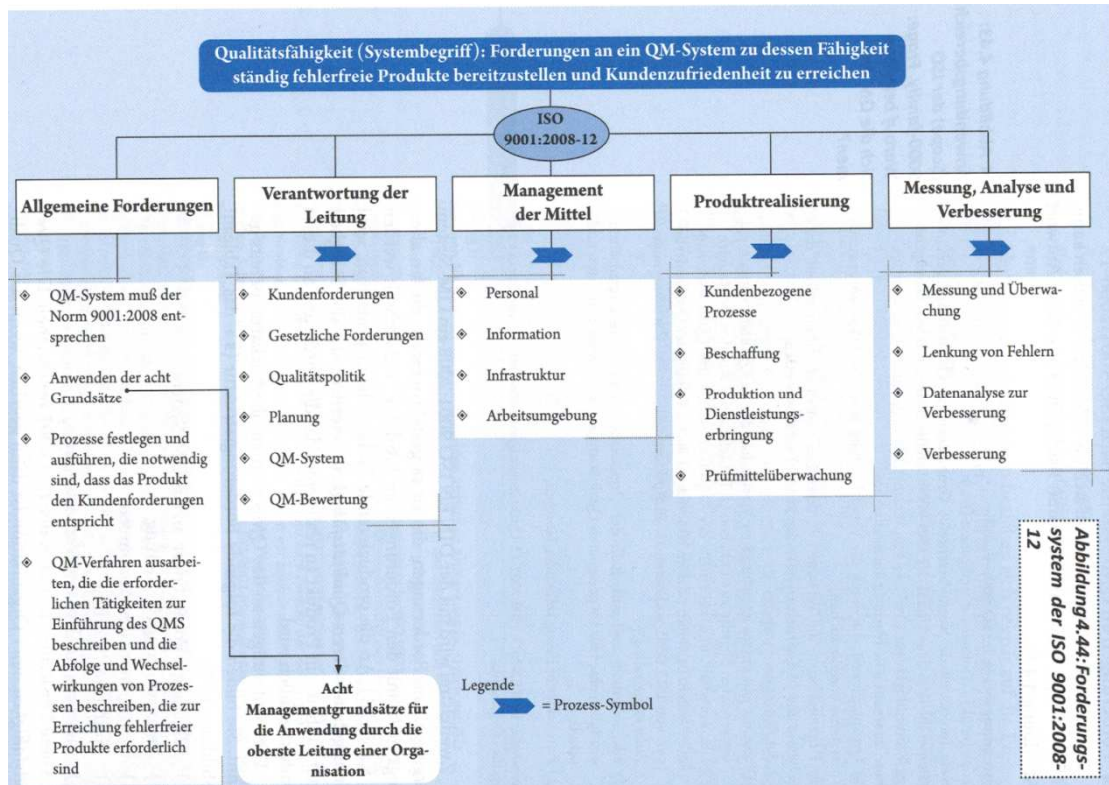 Qualitätsfähigkeit (Systembegriff): Forderungen an ein QM-System zu dessen Fähigkeit
ständig fehlerfreie Produkte bereitzustellen und Kundenzufriedenheit zu erreichen
ISO
9001:2008-12
Allgemeine Forderungen
QM-System muß der
Norm 9001:2008 ent-
sprechen
Anwenden der acht
Grundsätze
Prozesse festlegen und
ausführen, die notwendig
sind, dass das Produkt
den Kundenforderungen
entspricht
QM-Verfahren ausarbei-
ten, die die erforder-
lichen Tätigkeiten zur
Einführung des QMS
beschreiben und die
Abfolge und Wechsel-
wirkungen von Prozes-
sen beschreiben, die zur
Erreichung fehlerfreier
Produkte erforderlich
sind
Verantwortung der
Leitung
Kundenforderungen
Gesetzliche Forderungen
Qualitätspolitik
Planung
QM-System
QM-Bewertung
Management
der Mittel
Personal
Information
Infrastruktur
Arbeitsumgebung
Produktrealisierung
Kundenbezogene
Prozesse
Beschaffung
Produktion und
Dienstleistungs-
erbringung
Prüfmittelüberwachung
Messung, Analyse und
Verbesserung
Messung und Überwa-
chung
Lenkung von Fehlern
Datenanalyse zur
Verbesserung
Verbesserung
Acht
Managementgrundsätze für
die Anwendung durch die
oberste Leitung einer Orga-
nisation
Legende
= Prozess-Symbol
Abbildung 4.44: Forderungs-
system der ISO 9001:2008-
12